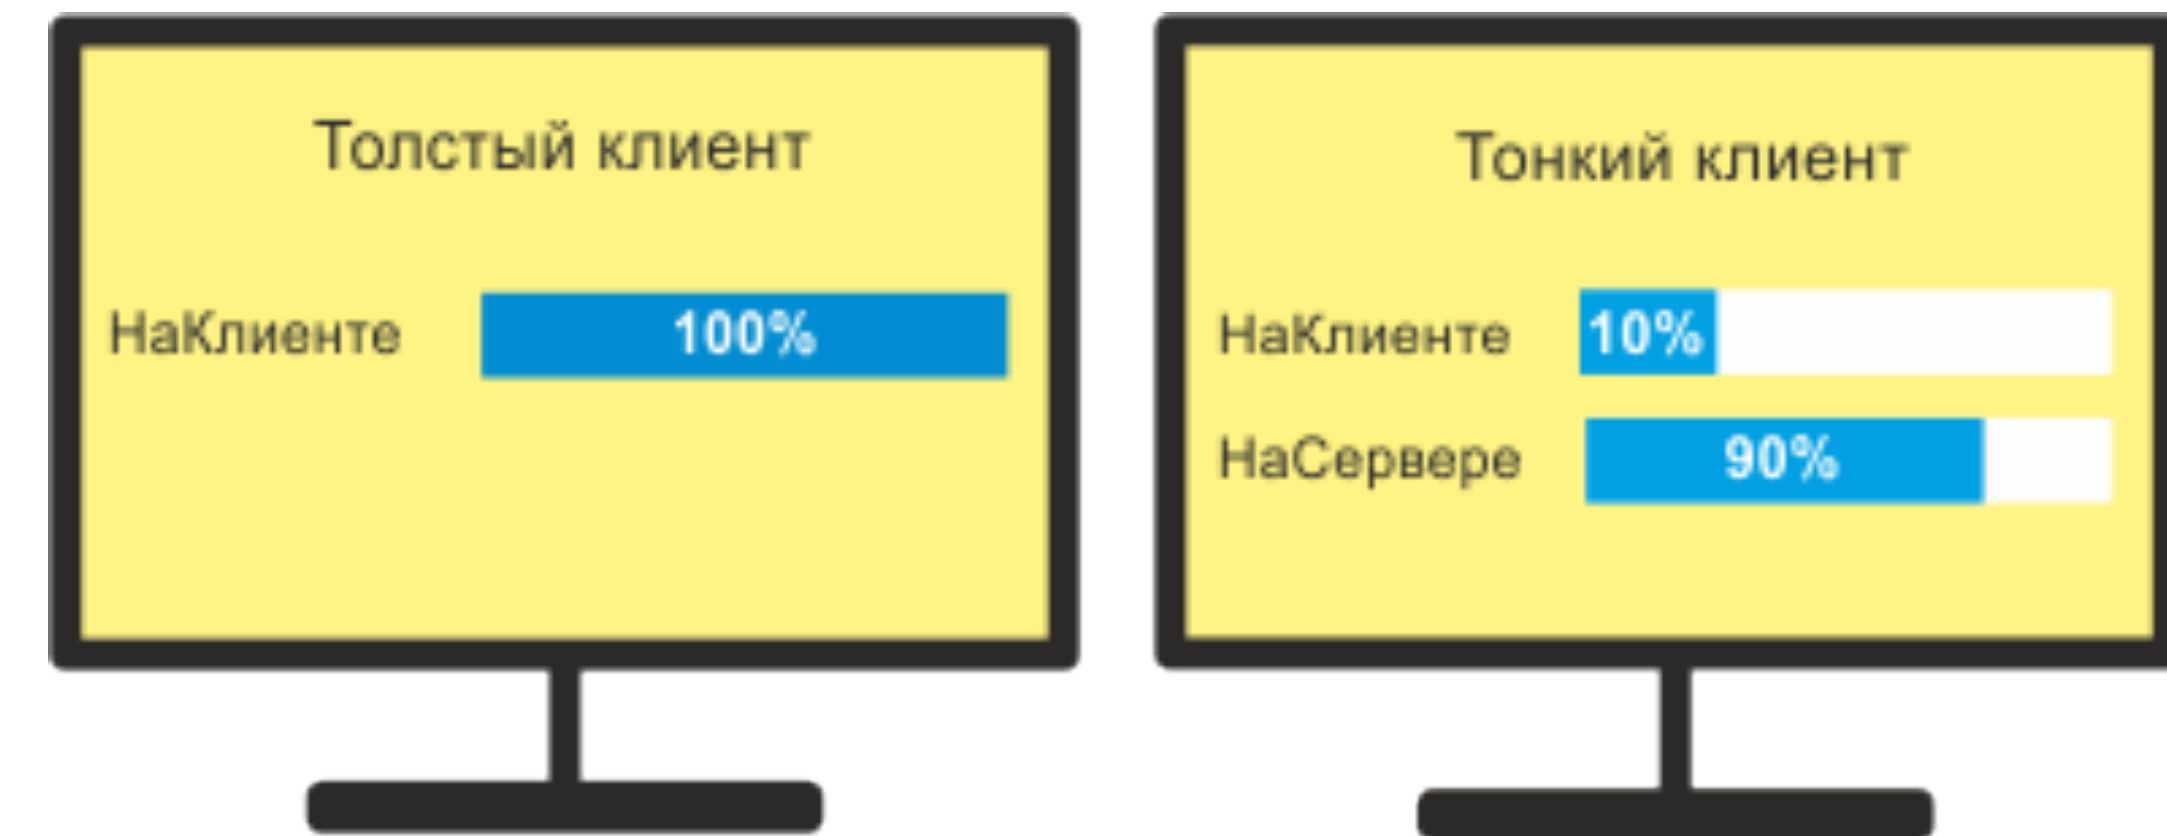 Толстый клиент
НаКлиенте 100%
Тонкий клиент
НаКлиенте 10%
НаСервере 90%